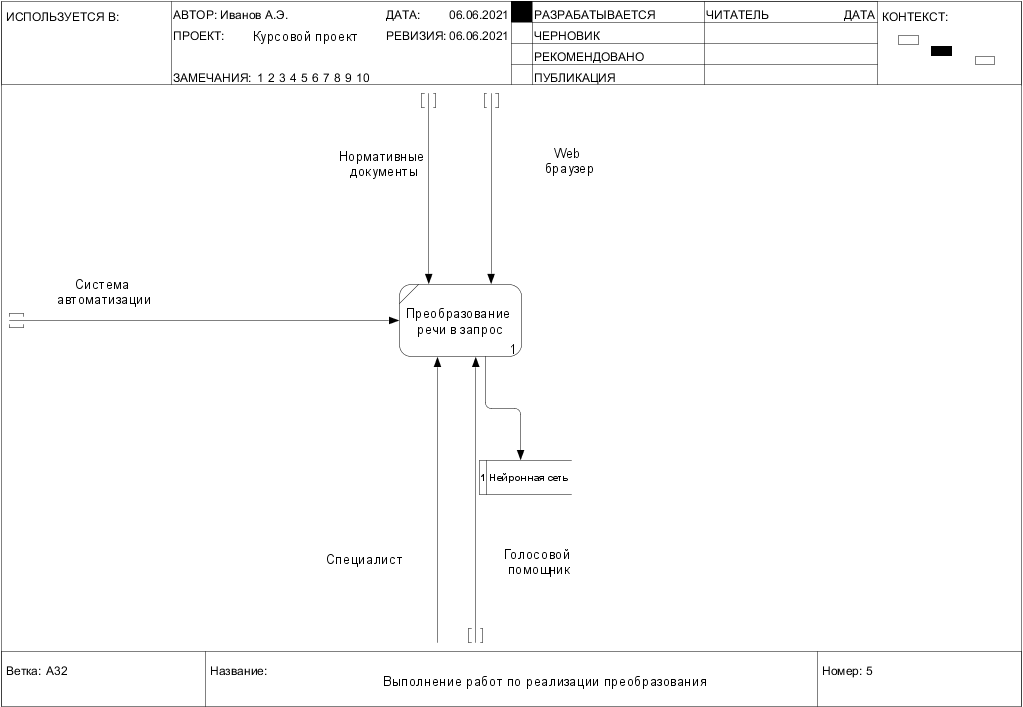 ИСПОЛЬЗУЕТСЯ В:
АВТОР: Иванов А.Э.
ДАТА: 06.06.2021
ПРОЕКТ: Курсовой проект
РЕВИЗИЯ: 06.06.2021
ЗАМЕЧАНИЯ: 1 2 3 4 5 6 7 8 9 10
РАЗРАБАТЫВАЕТСЯ
ЧЕРНОВИК
РЕКОМЕНДОВАНО
ПУБЛИКАЦИЯ
ЧИТАТЕЛЬ ДАТА
КОНТЕКСТ:
Нормативные
документы
Web
браузер
Система
автоматизации
Преобразование
речи в запрос
1
1 Нейронная сеть
Специалист
Голосовой
помощник
Ветка: A32
Название:
Выполнение работ по реализации преобразования
Номер: 5